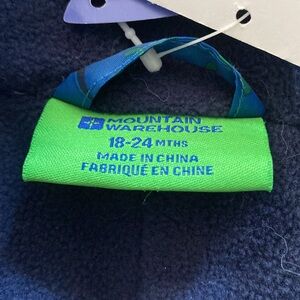 MOUNTAIN
WAREHOUSE
18-24 MTHS
MADE IN CHINA
FABRIQUÉ EN CHINE